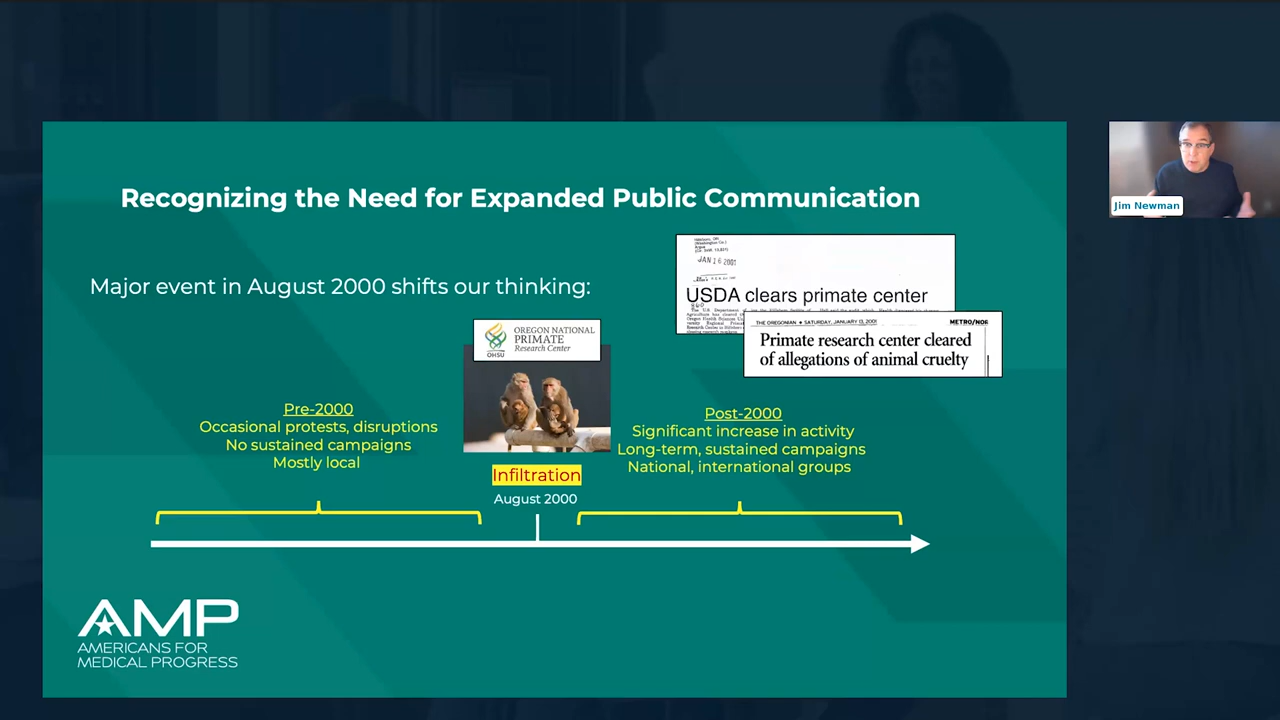 Recognizing the Need for Expanded Public Communication
Major event in August 2000 shifts our thinking:
JAN 16 2001
USDA clears primate center
THE OREGONIAN • SATURDAY, JANUARY 13, 2001
METRO/NOR
Primate research center cleared
of allegations of animal cruelty
OHSU
OREGON NATIONAL
PRIMATE
Research Center
Pre-2000
Occasional protests, disruptions
No sustained campaigns
Mostly local
Infiltration
August 2000
Post-2000
Significant increase in activity
Long-term, sustained campaigns
National, international groups
AMP
AMERICANS FOR
MEDICAL PROGRESS
Jim Newman